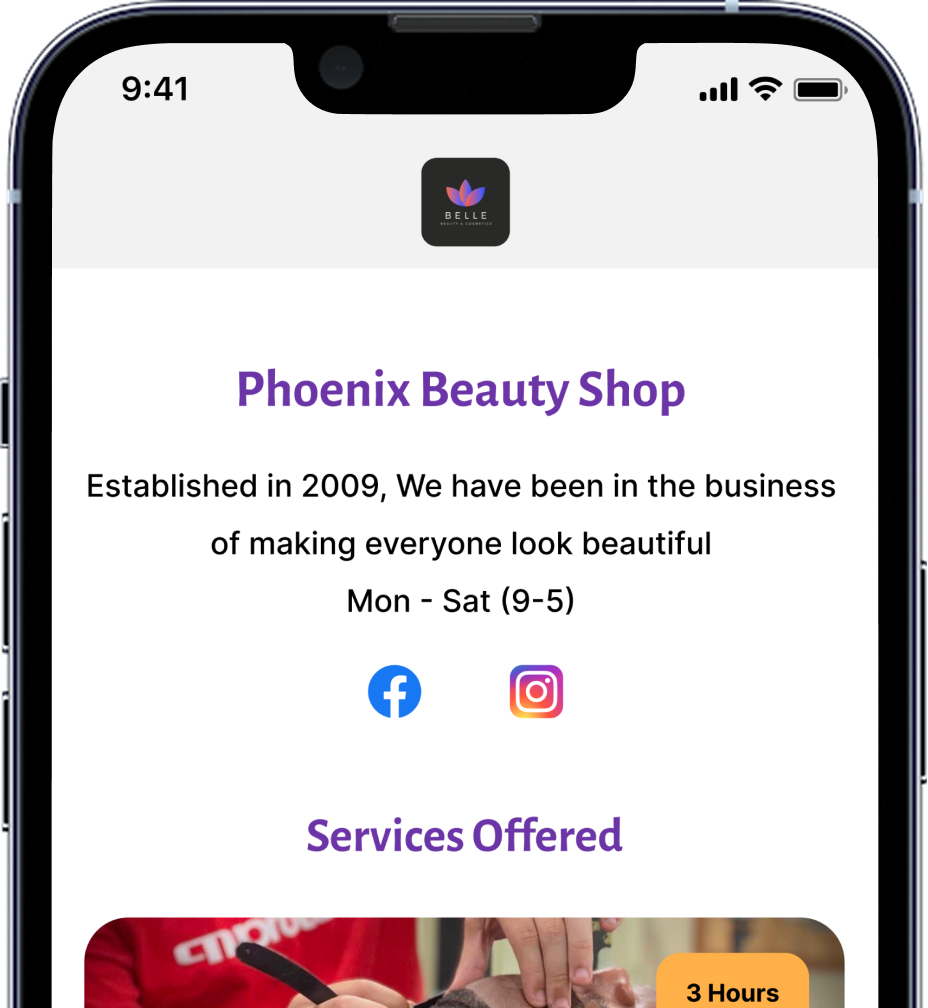 9:41
BELLE
BEAUTY & COSMETICS
Phoenix Beauty Shop
Established in 2009, We have been in the business
of making everyone look beautiful
Mon - Sat (9-5)
Services Offered
3 Hours